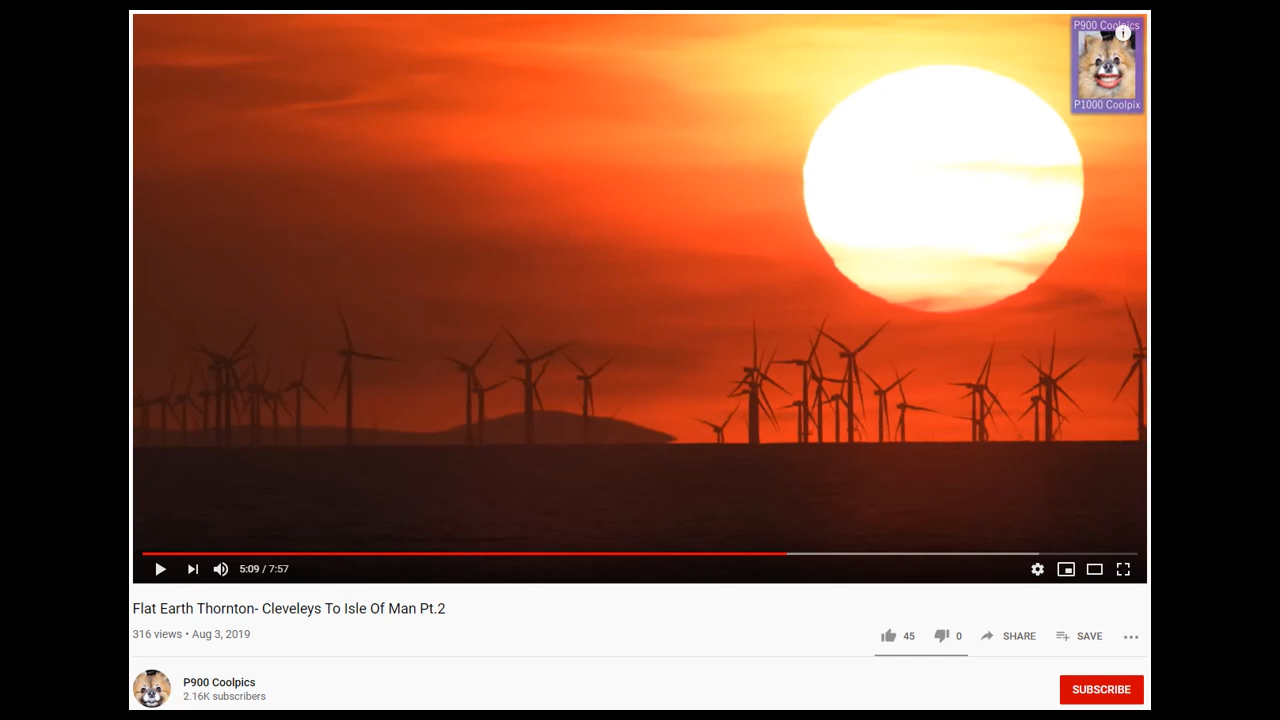 P900 Coolpics
P1000 Coolpix
5:09 / 7:57
Flat Earth Thornton- Cleveleys To Isle Of Man Pt.2
316 views • Aug 3, 2019
45
0
SHARE
SAVE
P900 Coolpics
2.16K subscribers
SUBSCRIBE